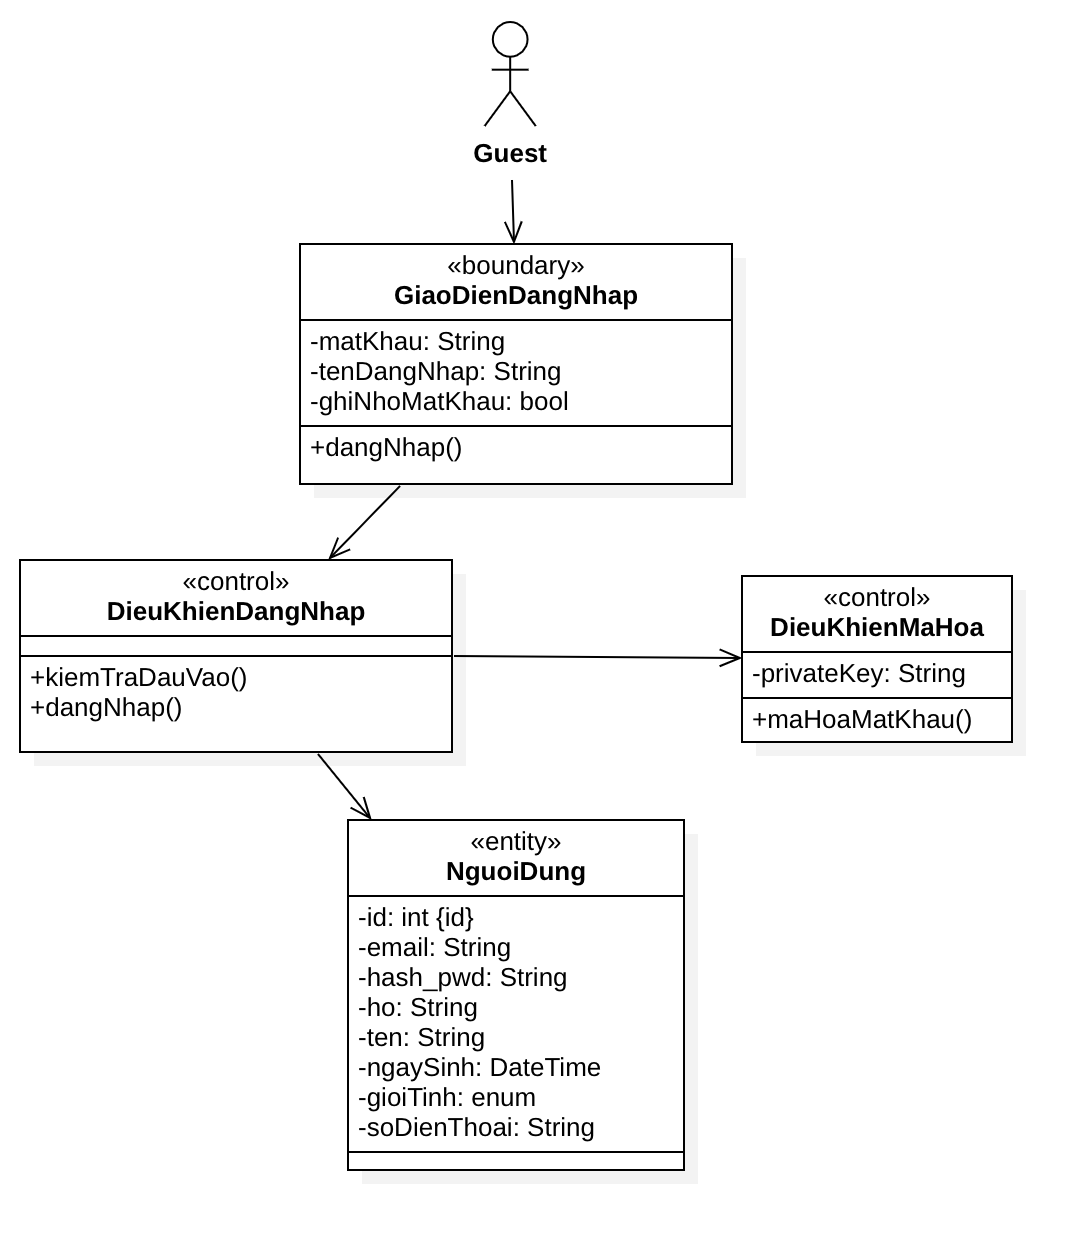 Guest
«boundary»
GiaoDienDangNhap
-matKhau: String
-tenDangNhap: String
-ghiNhoMatKhau: bool
+dangNhap()
«control»
DieuKhienDangNhap
+kiemTraDauVao()
+dangNhap()
«control»
DieuKhienMaHoa
-privateKey: String
+maHoaMatKhau()
«entity»
NguoiDung
-id: int {id}
-email: String
-hash_pwd: String
-ho: String
-ten: String
-ngaySinh: DateTime
-gioiTinh: enum
-soDienThoai: String